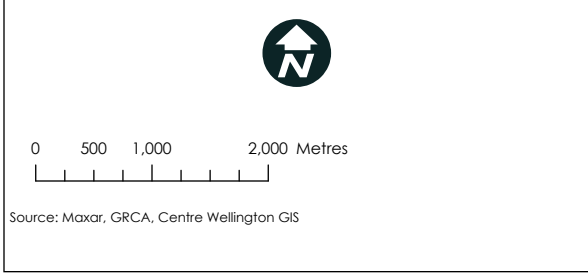 N
0 500 1,000 2,000 Metres
Source: Maxar, GRCA, Centre Wellington GIS